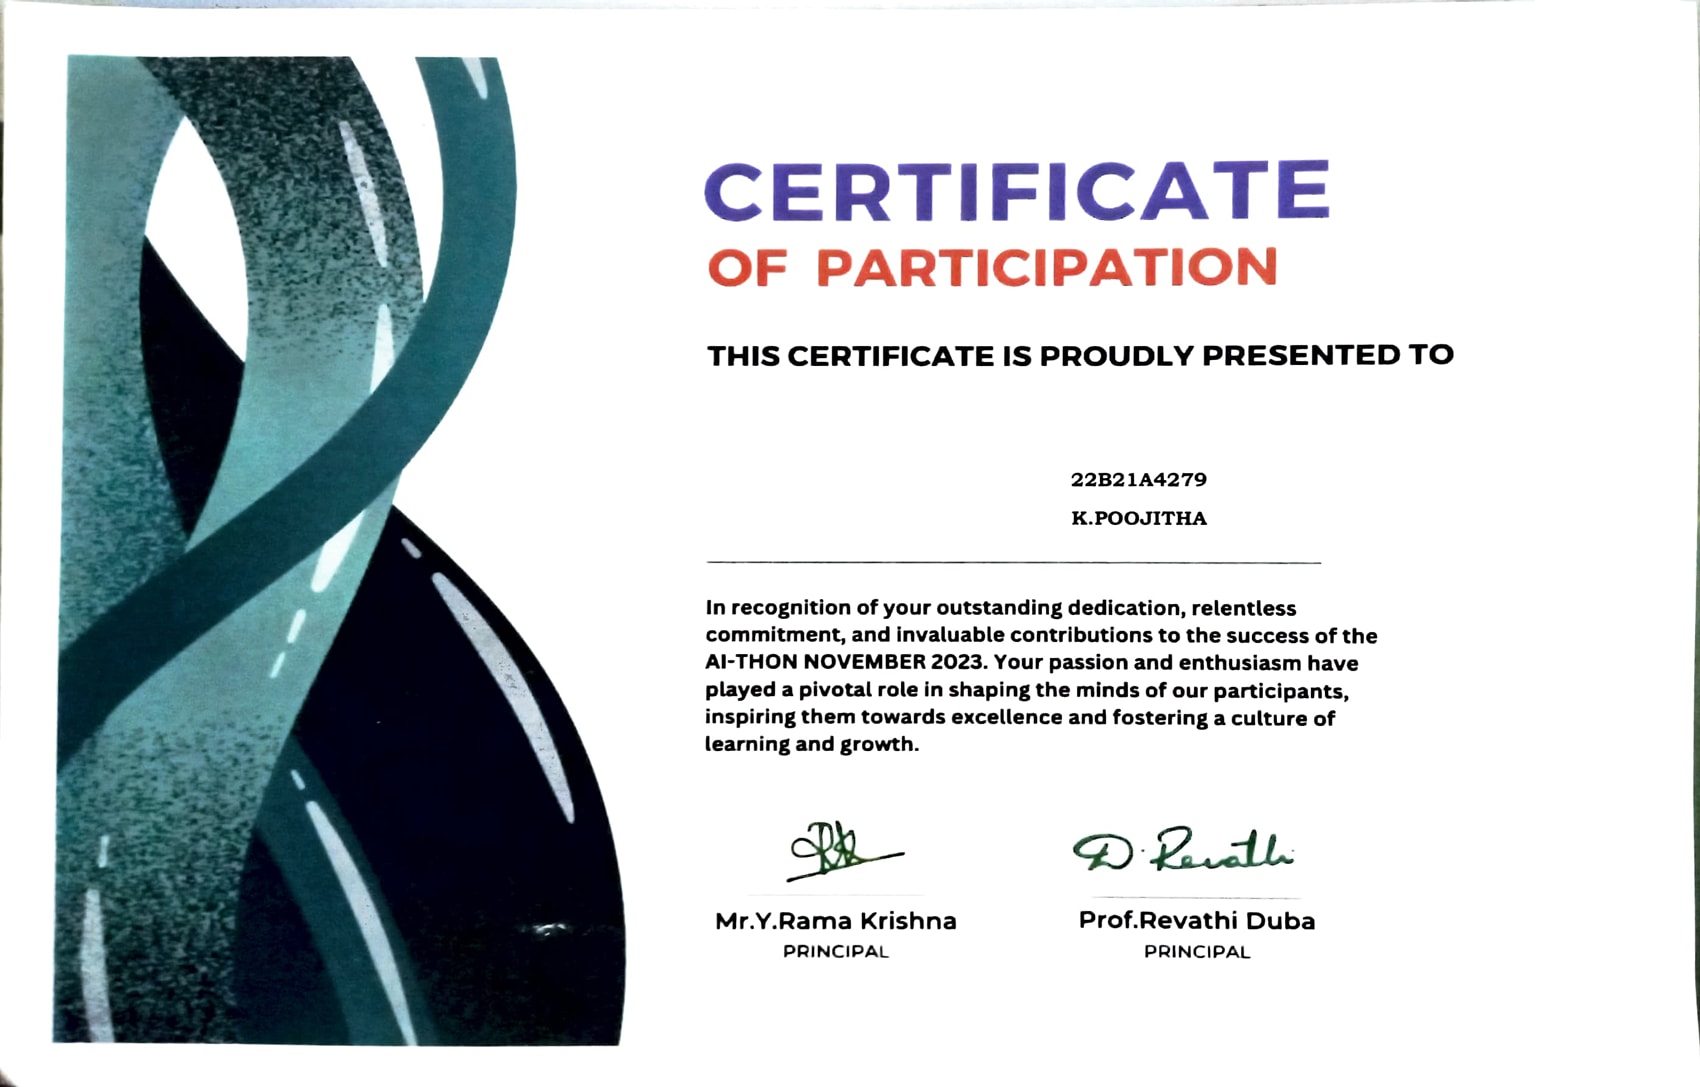 CERTIFICATE
OF PARTICIPATION
THIS CERTIFICATE IS PROUDLY PRESENTED TO
22B21A4279
K.POOJITHA
In recognition of your outstanding dedication, relentless
commitment, and invaluable contributions to the success of the
AI-THON NOVEMBER 2023. Your passion and enthusiasm have
played a pivotal role in shaping the minds of our participants,
inspiring them towards excellence and fostering a culture of
learning and growth.
D. Revathi
Mr.Y.Rama Krishna
PRINCIPAL
Prof.Revathi Duba
PRINCIPAL